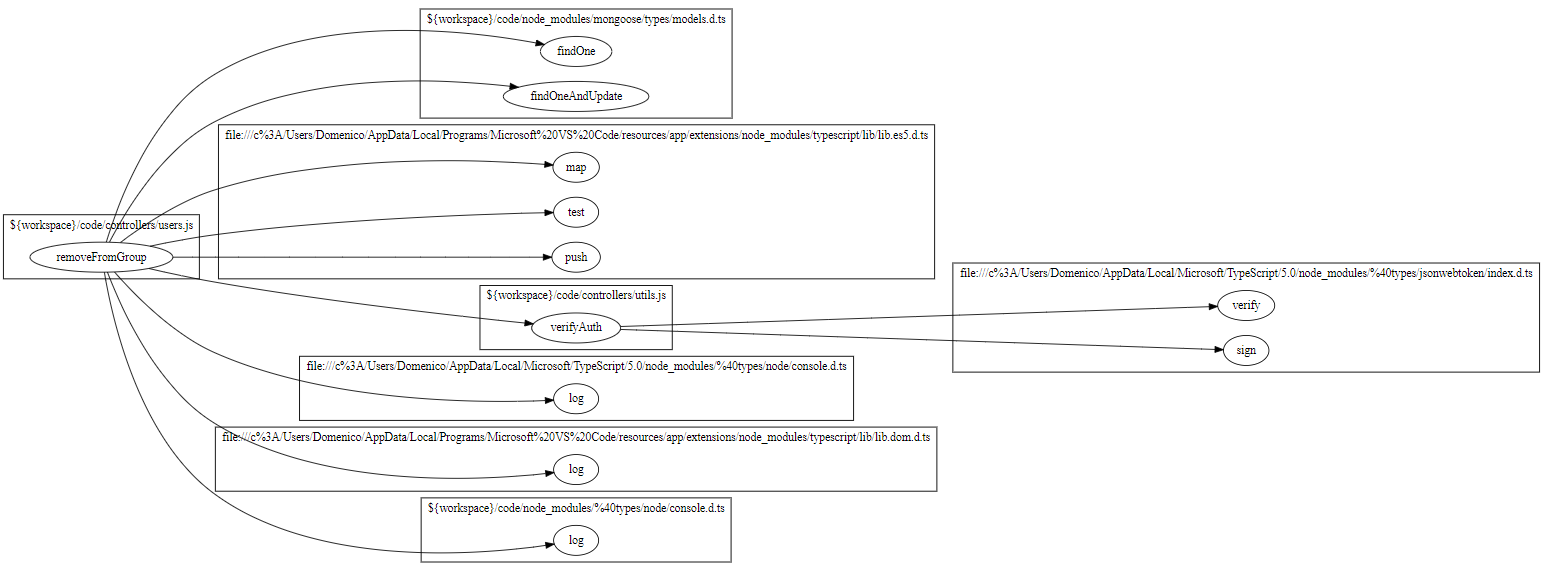 ${workspace}/code/node_modules/mongoose/types/models.d.ts
findOne
findOneAndUpdate
file:///c%3A/Users/Domenico/AppData/Local/Programs/Microsoft%20VS%20Code/resources/app/extensions/node_modules/typescript/lib/lib.es5.d.ts
map
test
push
${workspace}/code/controllers/users.js
removeFromGroup
${workspace}/code/controllers/utils.js
verifyAuth
file:///c%3A/Users/Domenico/AppData/Local/Microsoft/TypeScript/5.0/node_modules/%40types/jsonwebtoken/index.d.ts
verify
sign
file:///c%3A/Users/Domenico/AppData/Local/Microsoft/TypeScript/5.0/node_modules/%40types/node/console.d.ts
log
file:///c%3A/Users/Domenico/AppData/Local/Programs/Microsoft%20VS%20Code/resources/app/extensions/node_modules/typescript/lib/lib.dom.d.ts
log
${workspace}/code/node_modules/%40types/node/console.d.ts
log